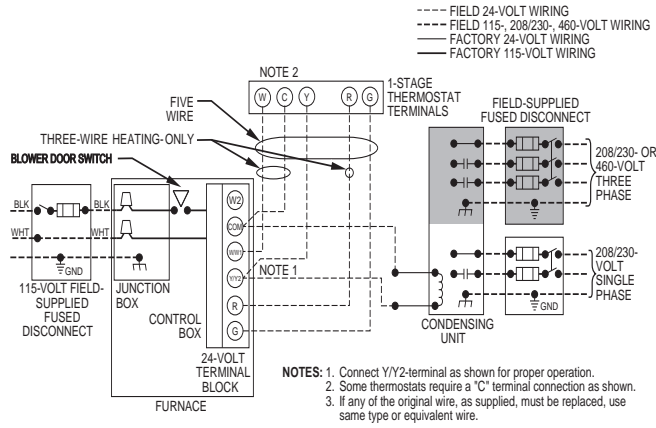 FIELD 24-VOLT WIRING
FIELD 115-, 208/230-, 460-VOLT WIRING
FACTORY 24-VOLT WIRING
FACTORY 115-VOLT WIRING
NOTE 2
W C Y R G
1-STAGE
THERMOSTAT
TERMINALS
FIVE
WIRE
THREE-WIRE HEATING-ONLY
BLOWER DOOR SWITCH
FIELD-SUPPLIED
FUSED DISCONNECT
208/230- OR
460-VOLT
THREE
PHASE
BLK
BLK
WHT
WHT
GND
W2
COM
W/W1
Y/Y2
R
G
NOTE 1
208/230-
VOLT
SINGLE
PHASE
GND
115-VOLT FIELD-
SUPPLIED
FUSED
DISCONNECT
JUNCTION
BOX
CONTROL
BOX
24-VOLT
TERMINAL
BLOCK
FURNACE
CONDENSING
UNIT
NOTES: 1. Connect Y/Y2-terminal as shown for proper operation.
2. Some thermostats require a "C" terminal connection as shown.
3. If any of the original wire, as supplied, must be replaced, use
same type or equivalent wire.